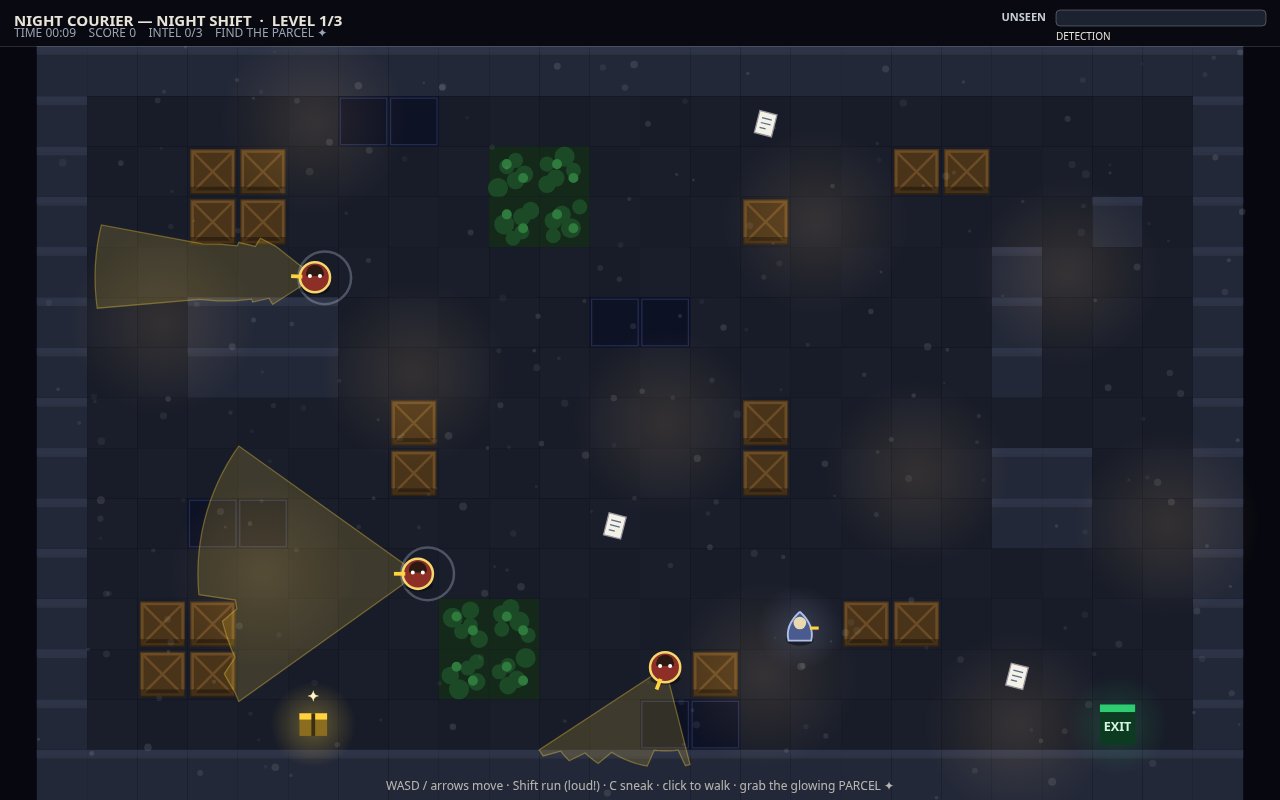 NIGHT COURIER — NIGHT SHIFT · LEVEL 1/3
TIME 00:09 SCORE 0 INTEL 0/3 FIND THE PARCEL ✦
UNSEEN
DETECTION
EXIT
WASD / arrows move · Shift run (loud!) · C sneak · click to walk · grab the glowing PARCEL ✦